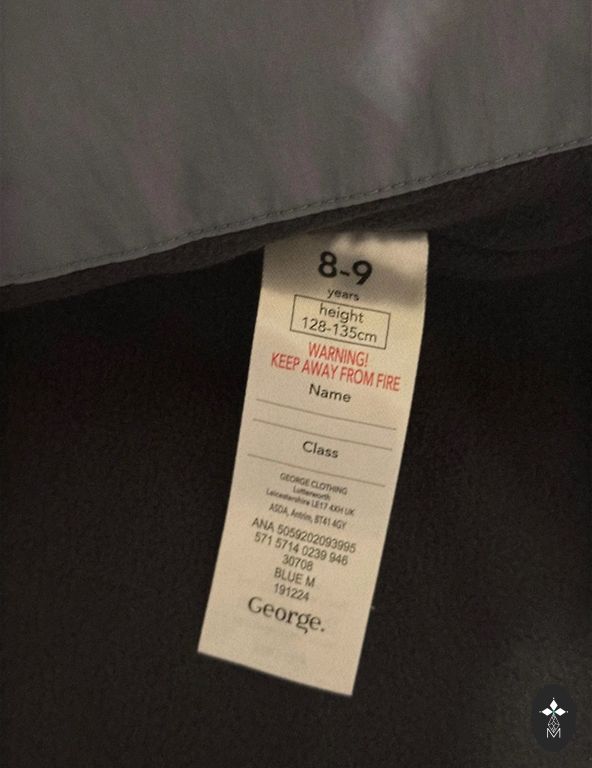 8-9
years
height
128-135cm
WARNING!
KEEP AWAY FROM FIRE
Name
Class
GEORGE CLOTHING
Lutterworth
Leicestershire LE17 4XH UK
ASDA, Antrim, BT41 4GY
ANA 5059202093995
571 5714 0239 946
30708
BLUE M
191224
George.
M